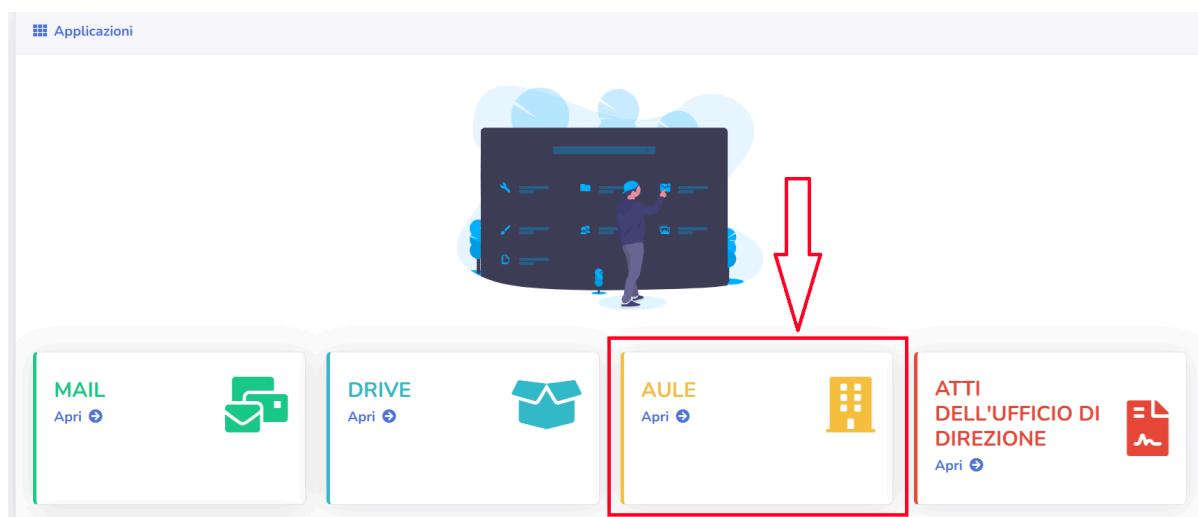 Applicazioni
MAIL
Apri
DRIVE
Apri
AULE
Apri
ATTI
DELL'UFFICIO DI
DIREZIONE
Apri